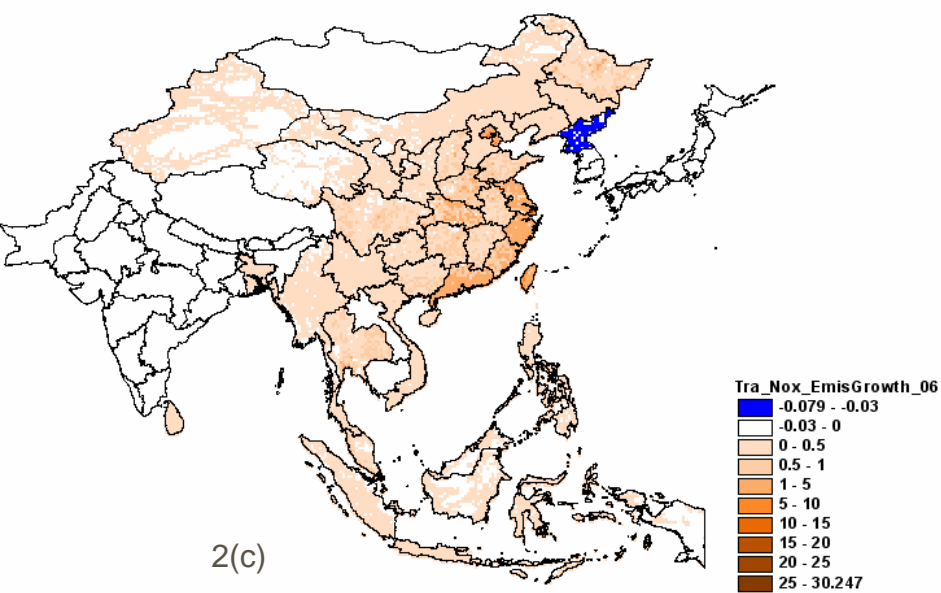 Tra_Nox_EmisGrowth_06
-0.079 - -0.03
-0.03 - 0
0 - 0.5
0.5 - 1
1 - 5
5 - 10
10 - 15
15 - 20
20 - 25
25 - 30.247
2(c)